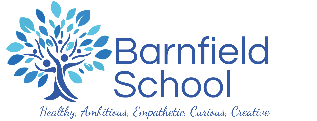 Barnfield
School
Healthy, Ambitious, Empathetic, Curious, Creative